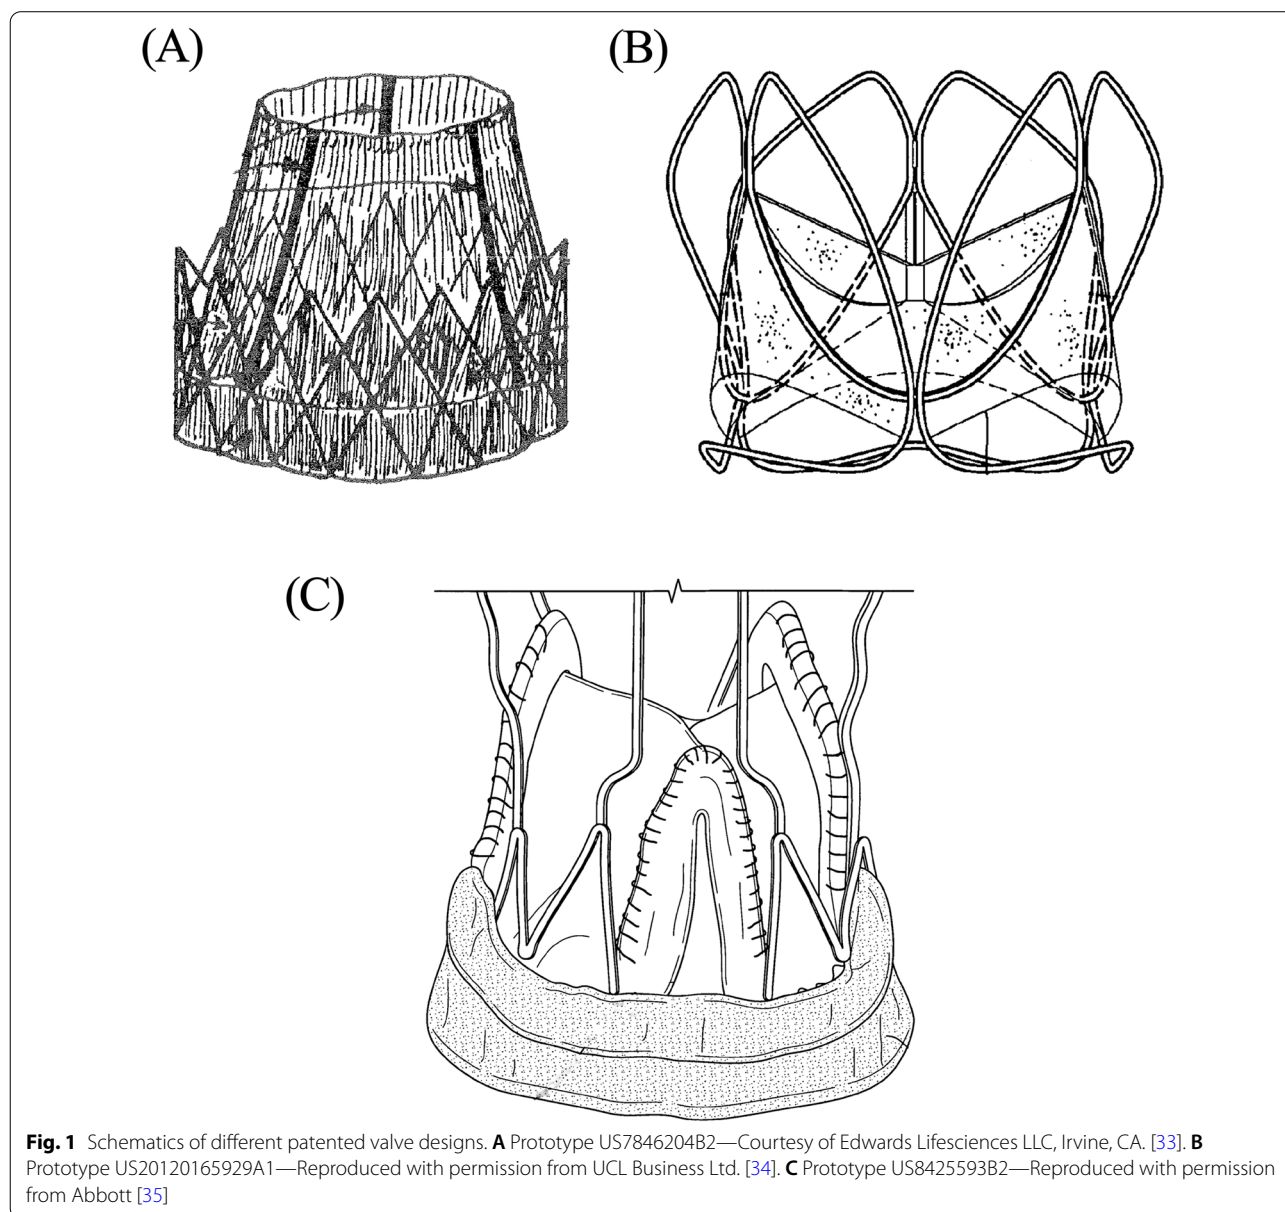 (A)
(B)
(C)
Fig. 1 Schematics of different patented valve designs. A Prototype US7846204B2—Courtesy of Edwards Lifesciences LLC, Irvine, CA. [33]. B
Prototype US20120165929A1—Reproduced with permission from UCL Business Ltd. [34]. C Prototype US8425593B2—Reproduced with permission
from Abbott [35]